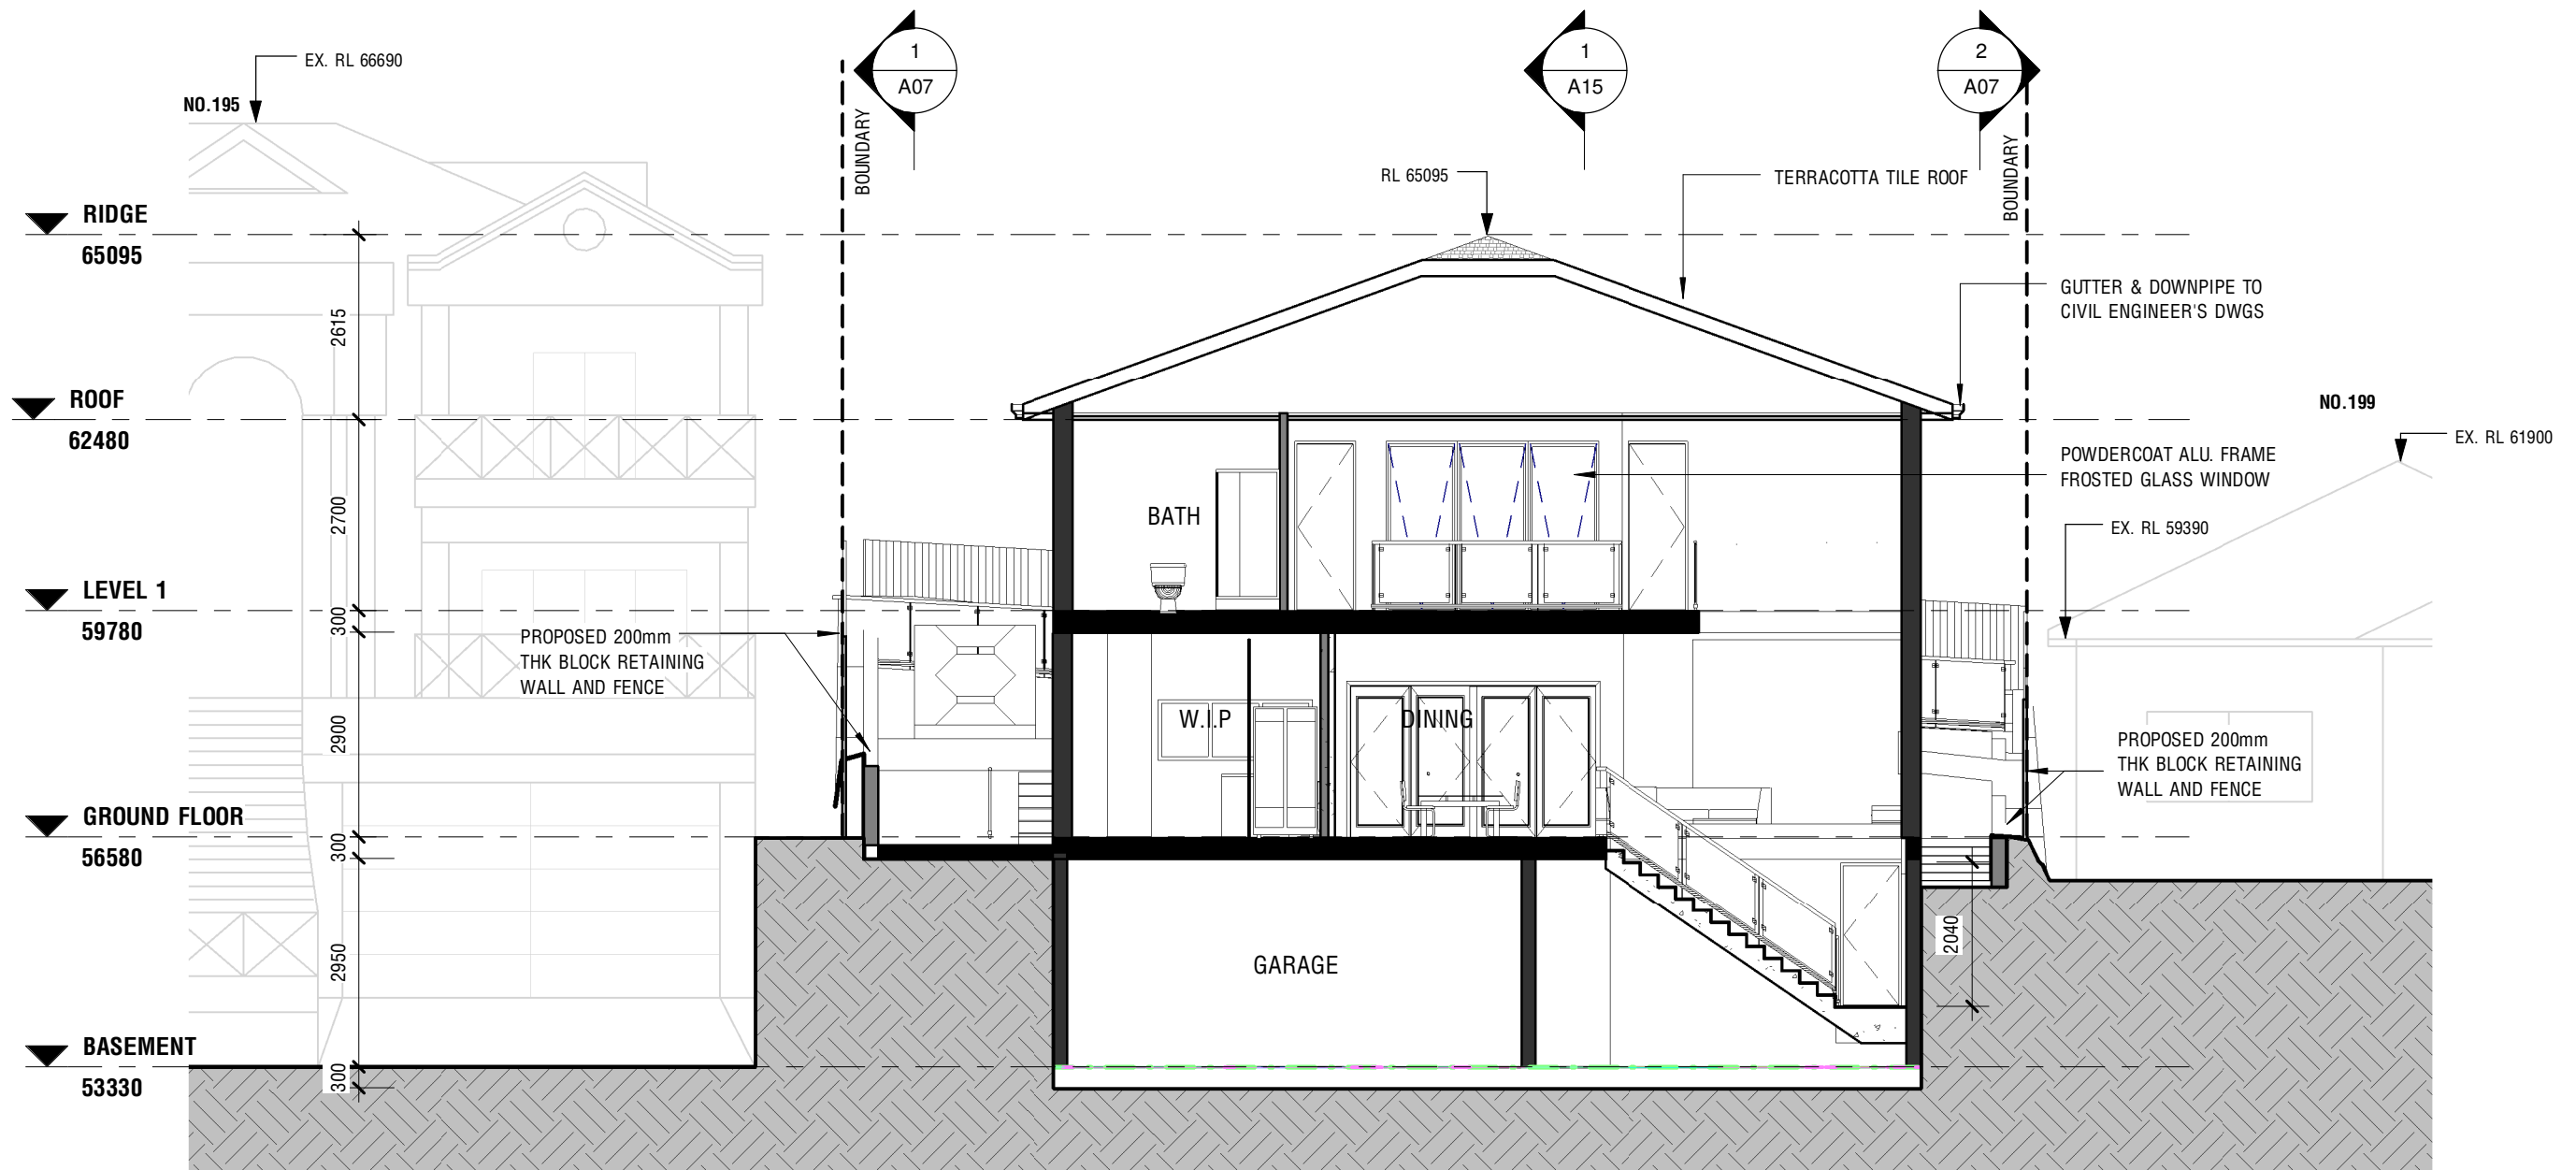 1
A07
1
A15
2
A07
EX. RL 66690
NO.195
BOUNDARY
BOUNDARY
RL 65095
TERRACOTTA TILE ROOF
RIDGE
65095
GUTTER & DOWNPIPE TO
CIVIL ENGINEER'S DWGS
2615
ROOF
62480
NO.199
EX. RL 61900
POWDERCOAT ALU. FRAME
FROSTED GLASS WINDOW
2700
BATH
EX. RL 59390
LEVEL 1
59780
300
PROPOSED 200mm
THK BLOCK RETAINING
WALL AND FENCE
2900
W.I.P
DINING
PROPOSED 200mm
THK BLOCK RETAINING
WALL AND FENCE
GROUND FLOOR
56580
300
2950
GARAGE
2040
BASEMENT
53330
300